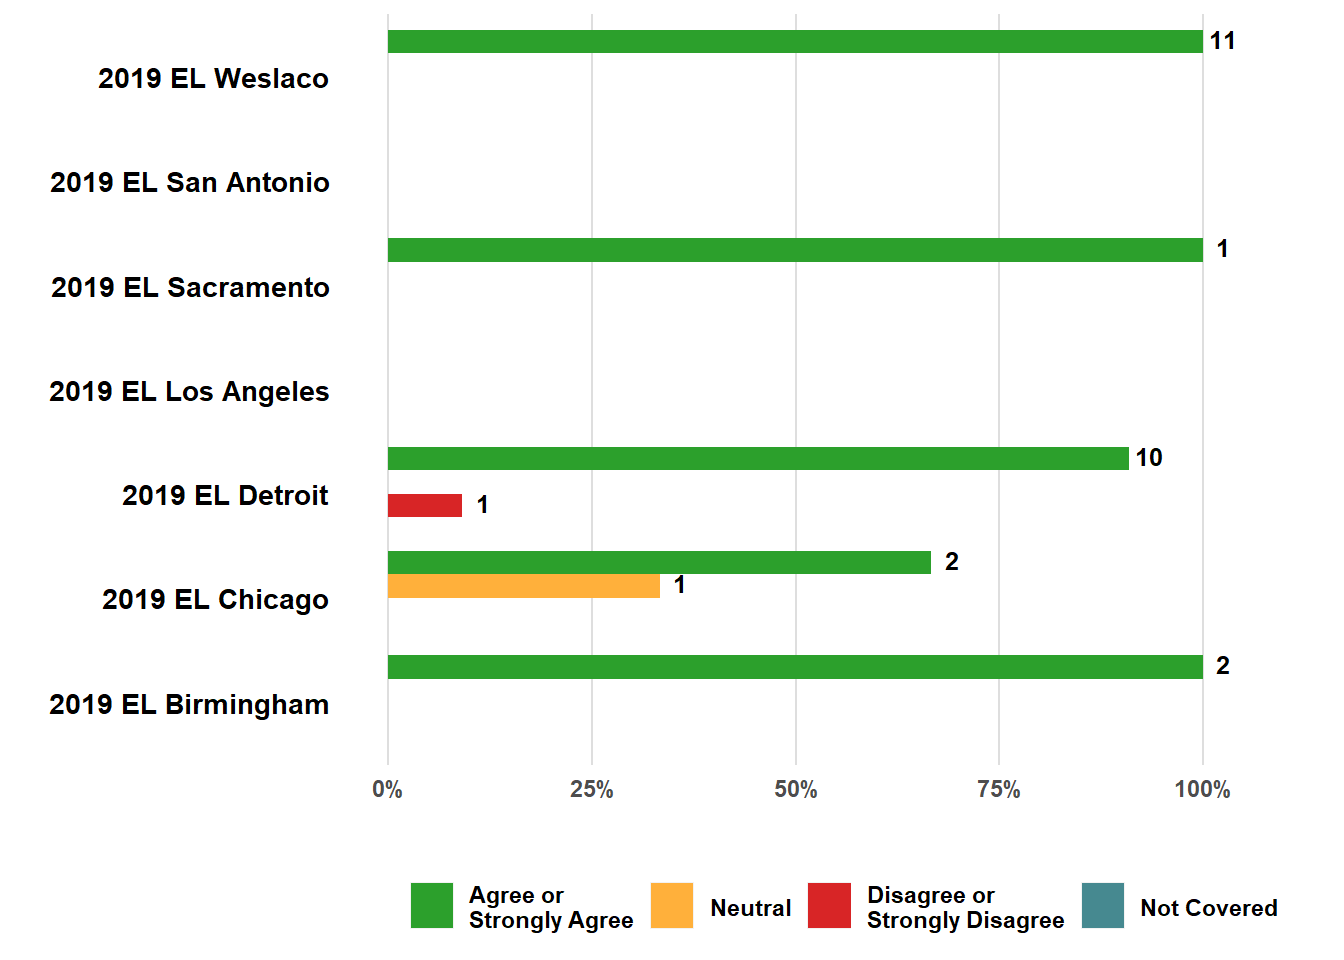 11
2019 EL Weslaco
2019 EL San Antonio
1
2019 EL Sacramento
2019 EL Los Angeles
10
2019 EL Detroit
1
2
1
2019 EL Chicago
2
2019 EL Birmingham
0%
25%
50%
75%
100%
Agree or
Strongly Agree
Neutral
Disagree or
Strongly Disagree
Not Covered